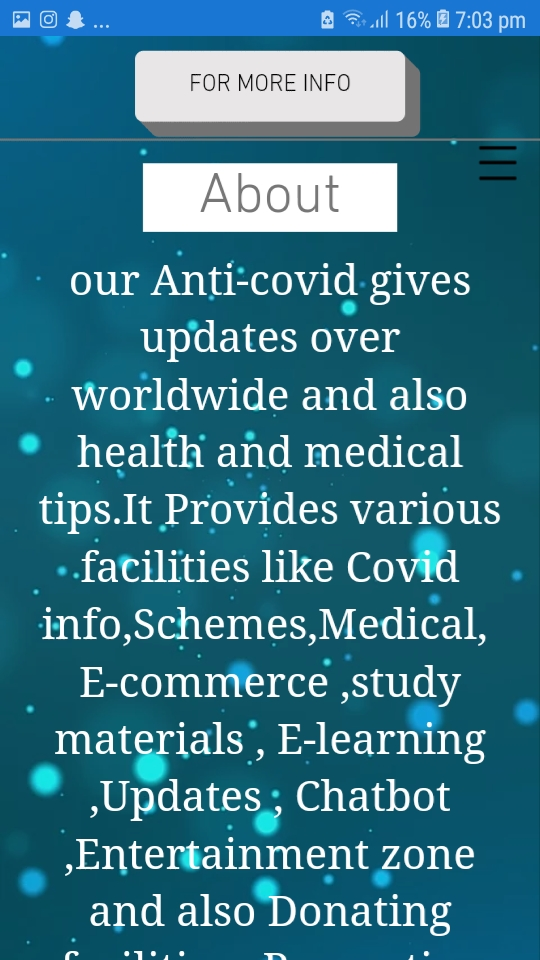 ... 16% 7:03 pm
FOR MORE INFO
About
our Anti-covid gives
updates over
worldwide and also
health and medical
tips.It Provides various
facilities like Covid
info,Schemes,Medical,
E-commerce ,study
materials , E-learning
,Updates , Chatbot
,Entertainment zone
and also Donating